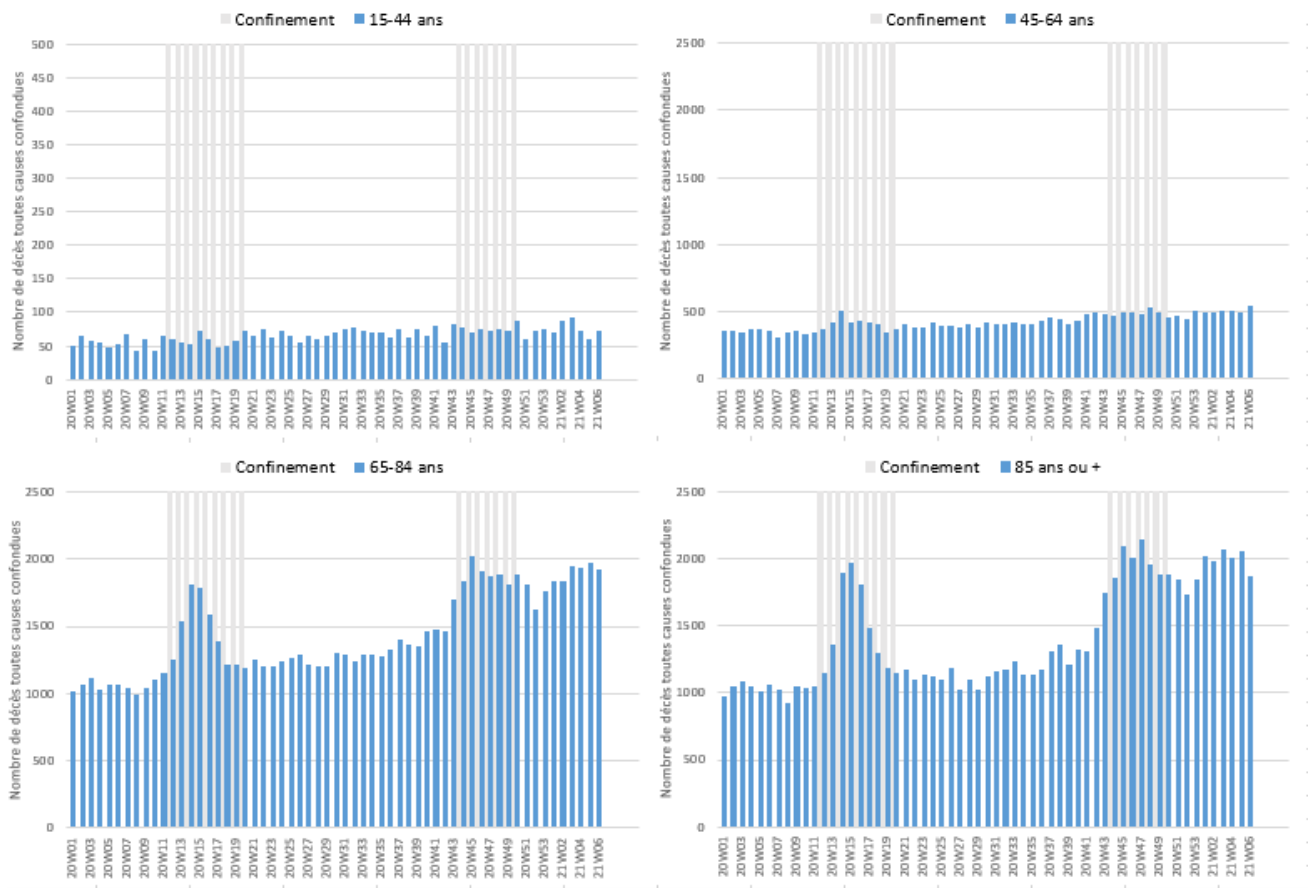 Confinement 15-44 ans
Nombre de décès toutes causes confondues
500
450
400
350
300
250
200
150
100
50
0
20W01 20W03 20W05 20W07 20W09 20W11 20W13 20W15 20W17 20W19 20W21 20W23 20W25 20W27 20W29 20W31 20W33 20W35 20W37 20W39 20W41 20W43 20W45 20W47 20W49 20W51 20W53 21W02 21W04 21W06
Confinement 45-64 ans
Nombre de décès toutes causes confondues
2500
2000
1500
1000
500
0
20W01 20W03 20W05 20W07 20W09 20W11 20W13 20W15 20W17 20W19 20W21 20W23 20W25 20W27 20W29 20W31 20W33 20W35 20W37 20W39 20W41 20W43 20W45 20W47 20W49 20W51 20W53 21W02 21W04 21W06
Confinement 65-84 ans
Nombre de décès toutes causes confondues
2500
2000
1500
1000
500
0
20W01 20W03 20W05 20W07 20W09 20W11 20W13 20W15 20W17 20W19 20W21 20W23 20W25 20W27 20W29 20W31 20W33 20W35 20W37 20W39 20W41 20W43 20W45 20W47 20W49 20W51 20W53 21W02 21W04 21W06
Confinement 85 ans ou +
Nombre de décès toutes causes confondues
2500
2000
1500
1000
500
0
20W01 20W03 20W05 20W07 20W09 20W11 20W13 20W15 20W17 20W19 20W21 20W23 20W25 20W27 20W29 20W31 20W33 20W35 20W37 20W39 20W41 20W43 20W45 20W47 20W49 20W51 20W53 21W02 21W04 21W06